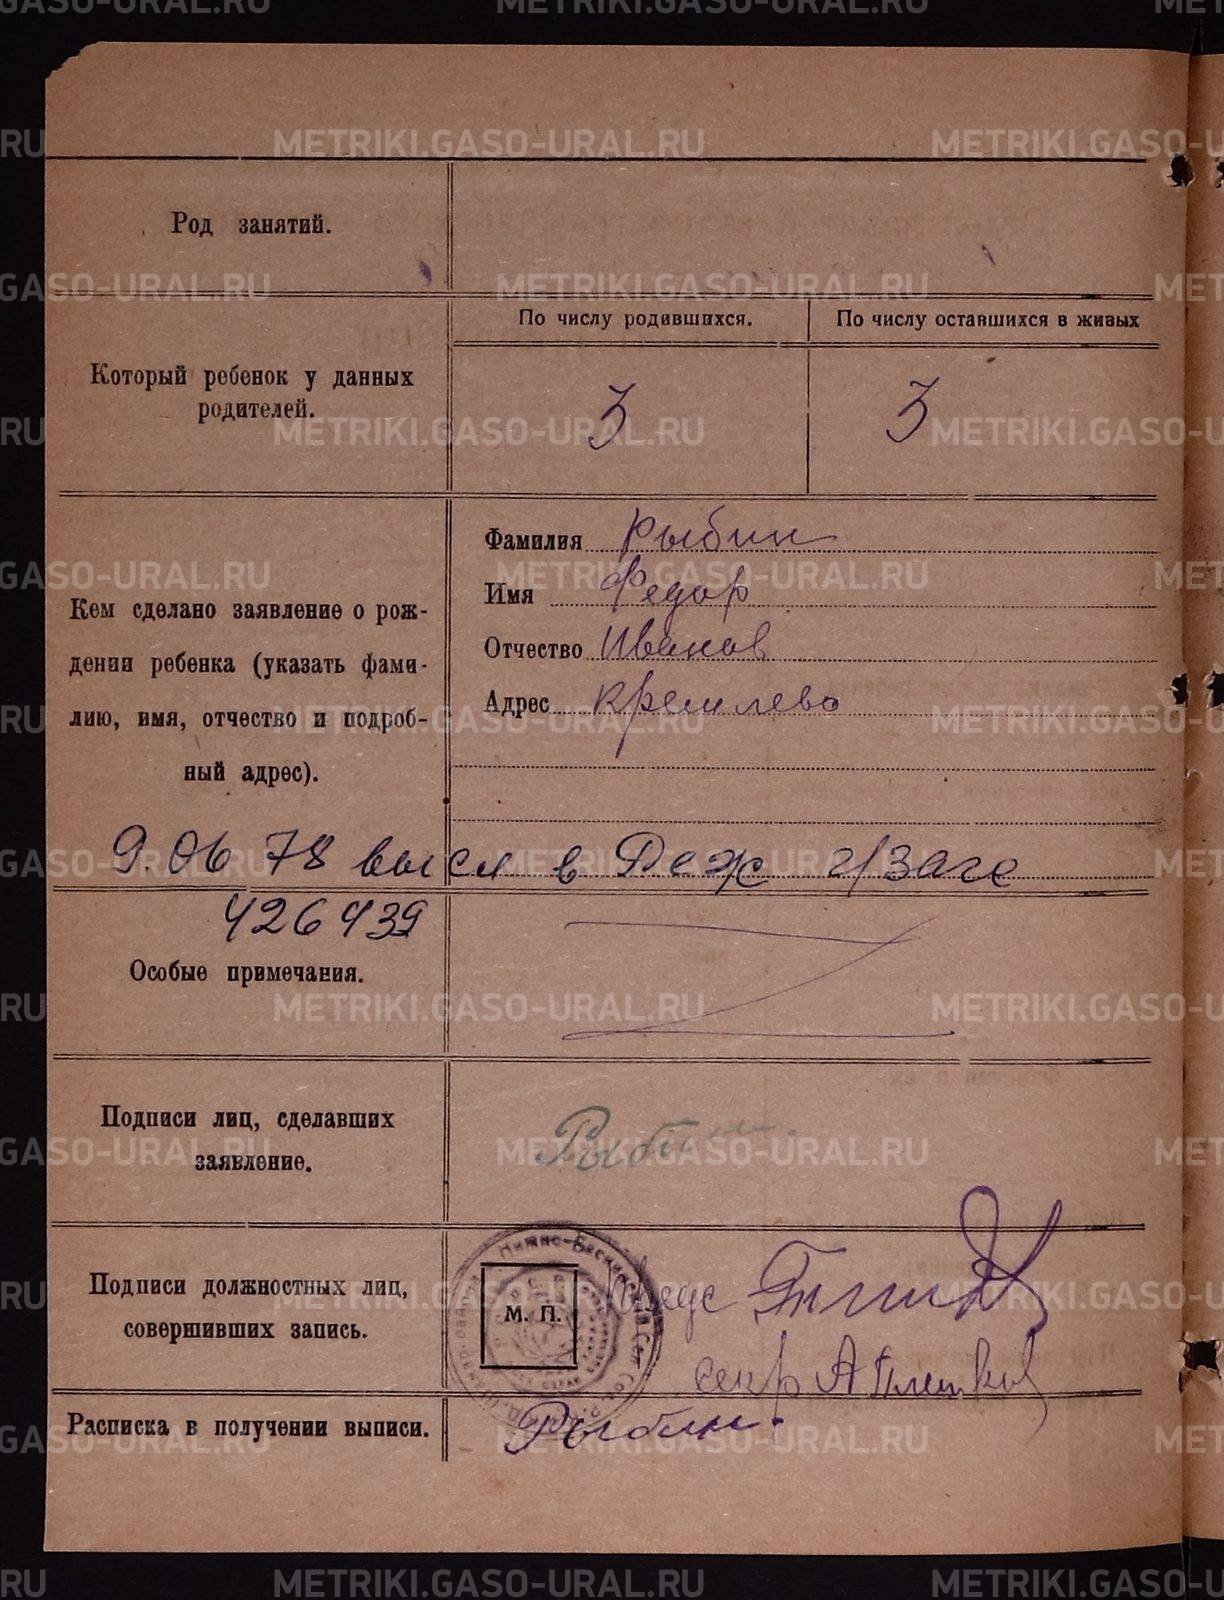 METRIKI.GASO-URAL.RU
Род занятий.
По числу родившихся.
По числу оставшихся в живых
Который ребенок у данных
родителей.
3
3
Кем сделано заявление о рож-
дении ребенка (указать фами-
лию, имя, отчество и подроб-
ный адрес).
Фамилия Рыбин
Имя Федор
Отчество Иванов
Адрес Кремлево
9.06 78 высл в Реж г/загс
426439
Особые примечания.
Подписи лиц, сделавших
заявление.
Рыбин.
Подписи должностных лиц,
совершивших запись.
М. П.
секр А
Расписка в получении выписи.
Рыбин.